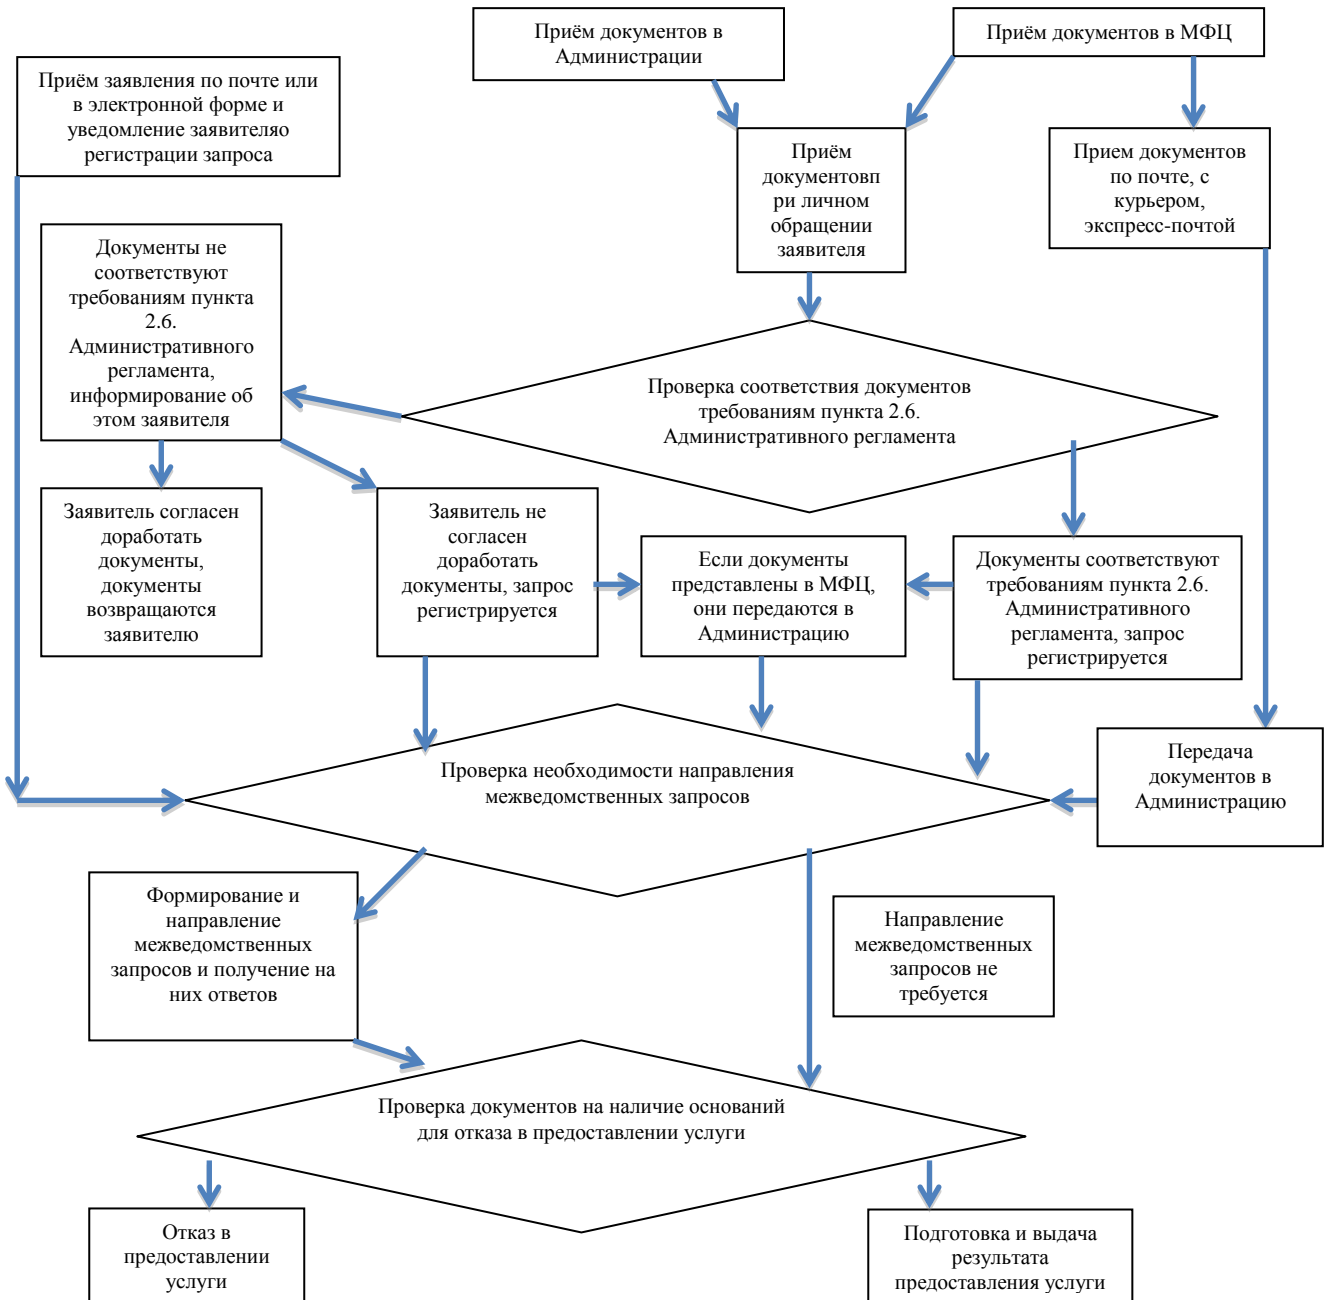 Приём документов в
Администрации
Приём документов в МФЦ
Приём заявления по почте или
в электронной форме и
уведомление заявителяо
регистрации запроса
Приём
документовп
ри личном
обращении
заявителя
Прием документов
по почте, с
курьером,
экспресс-почтой
Документы не
соответствуют
требованиям пункта
2.6.
Административного
регламента,
информирование об
этом заявителя
Проверка соответствия документов
требованиям пункта 2.6.
Административного регламента
Заявитель согласен
доработать
документы,
документы
возвращаются
заявителю
Заявитель не
согласен
доработать
документы, запрос
регистрируется
Если документы
представлены в МФЦ,
они передаются в
Администрацию
Документы соответствуют
требованиям пункта 2.6.
Административного
регламента, запрос
регистрируется
Проверка необходимости направления
межведомственных запросов
Передача
документов в
Администрацию
Формирование и
направление
межведомственных
запросов и получение на
них ответов
Направление
межведомственных
запросов не
требуется
Проверка документов на наличие оснований
для отказа в предоставлении услуги
Отказ в
предоставлении
услуги
Подготовка и выдача
результата
предоставления услуги